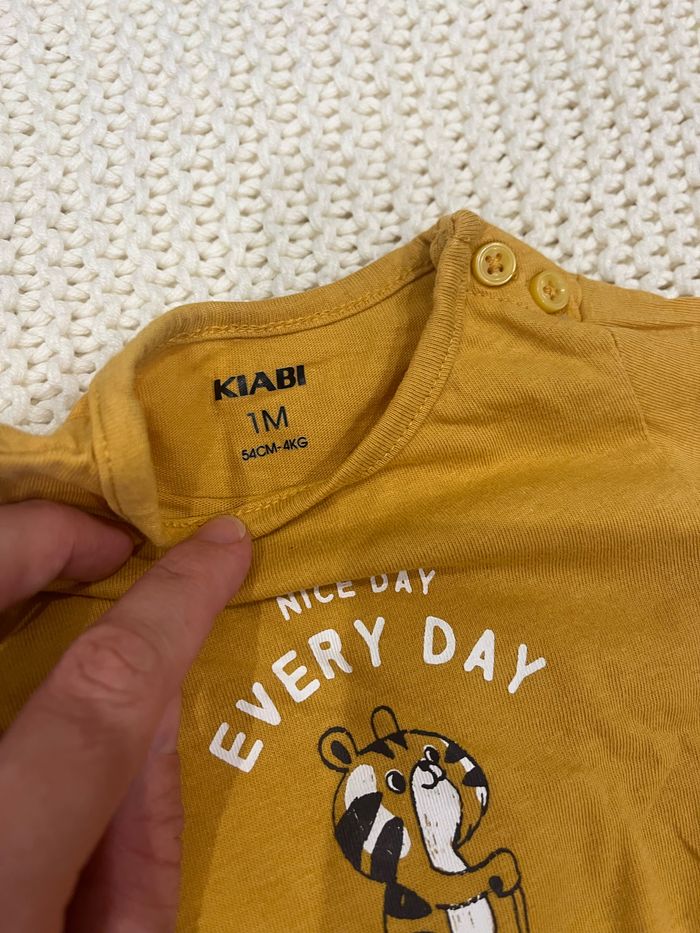 KIABI
1M
54CM-4KG
NICE DAY
EVERY DAY